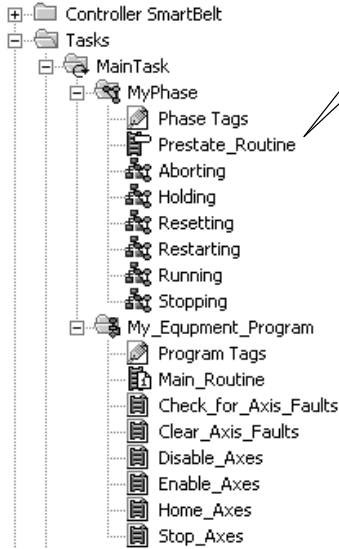 Controller SmartBelt
Tasks
MainTask
MyPhase
Phase Tags
Prestate_Routine
Aborting
Holding
Resetting
Restarting
Running
Stopping
My_Equpment_Program
Program Tags
Main_Routine
Check_for_Axis_Faults
Clear_Axis_Faults
Disable_Axes
Enable_Axes
Home_Axes
Stop_Axes